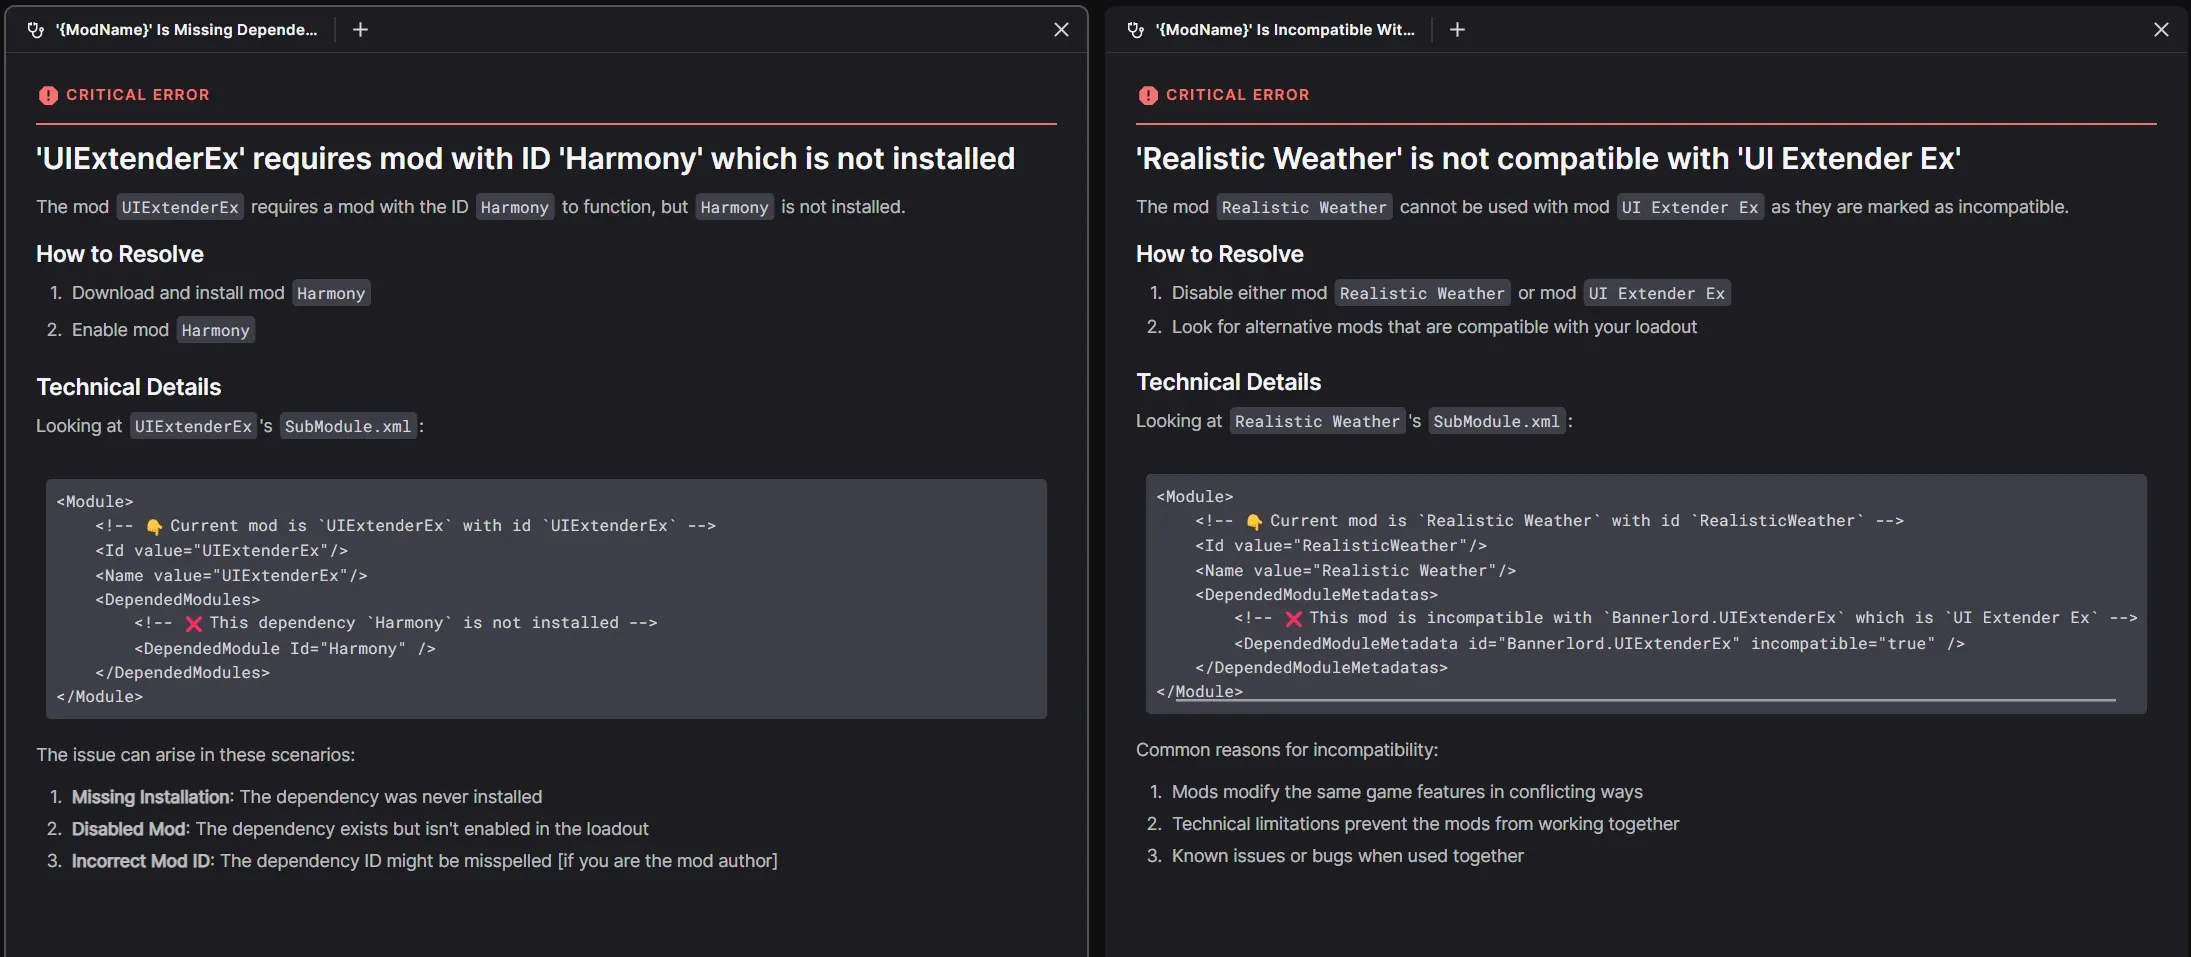 '{ModName}' Is Missing Depende...
CRITICAL ERROR
'UIExtenderEx' requires mod with ID 'Harmony' which is not installed
The mod UIExtenderEx requires a mod with the ID Harmony to function, but Harmony is not installed.
How to Resolve
1. Download and install mod Harmony
2. Enable mod Harmony
Technical Details
Looking at UIExtenderEx's SubModule.xml:
<Module>
<!-- 👇 Current mod is `UIExtenderEx` with id `UIExtenderEx` -->
<Id value="UIExtenderEx"/>
<Name value="UIExtenderEx"/>
<DependedModules>
<!-- ❌ This dependency `Harmony` is not installed -->
<DependedModule Id="Harmony" />
</DependedModules>
</Module>
The issue can arise in these scenarios:
1. Missing Installation: The dependency was never installed
2. Disabled Mod: The dependency exists but isn't enabled in the loadout
3. Incorrect Mod ID: The dependency ID might be misspelled [if you are the mod author]
'{ModName}' Is Incompatible Wit...
CRITICAL ERROR
'Realistic Weather' is not compatible with 'UI Extender Ex'
The mod Realistic Weather cannot be used with mod UI Extender Ex as they are marked as incompatible.
How to Resolve
1. Disable either mod Realistic Weather or mod UI Extender Ex
2. Look for alternative mods that are compatible with your loadout
Technical Details
Looking at Realistic Weather's SubModule.xml:
<Module>
<!-- 👇 Current mod is `Realistic Weather` with id `RealisticWeather` -->
<Id value="RealisticWeather"/>
<Name value="Realistic Weather"/>
<DependedModuleMetadatas>
<!-- ❌ This mod is incompatible with `Bannerlord.UIExtenderEx` which is `UI Extender Ex` -->
<DependedModuleMetadata id="Bannerlord.UIExtenderEx" incompatible="true" />
</DependedModuleMetadatas>
</Module>
Common reasons for incompatibility:
1. Mods modify the same game features in conflicting ways
2. Technical limitations prevent the mods from working together
3. Known issues or bugs when used together